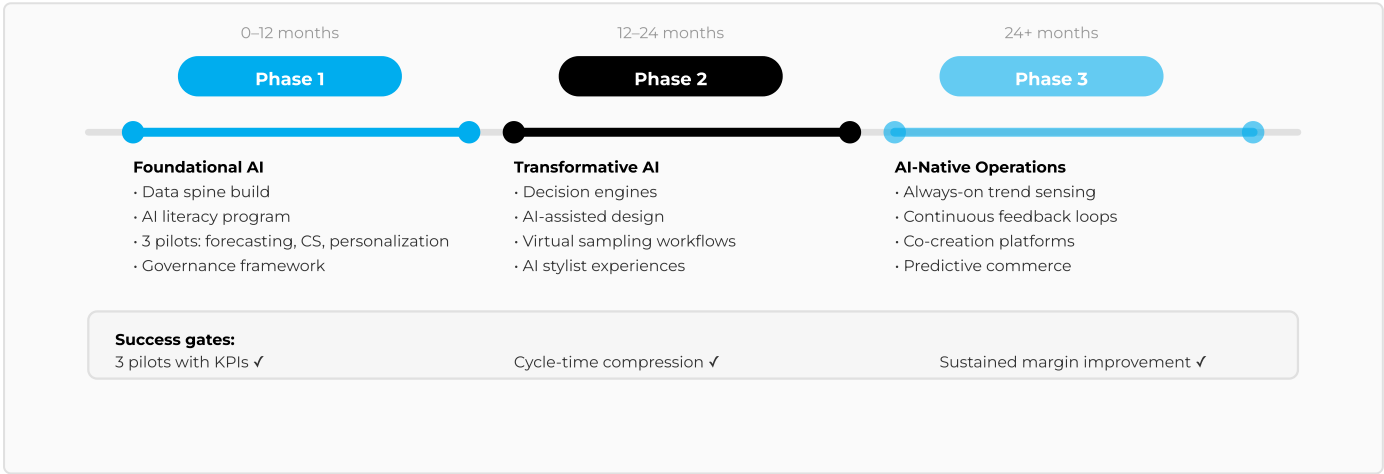 0–12 months
12–24 months
24+ months
Phase 1
Phase 2
Phase 3
Foundational AI
• Data spine build
• AI literacy program
• 3 pilots: forecasting, CS, personalization
• Governance framework
Transformative AI
• Decision engines
• AI-assisted design
• Virtual sampling workflows
• AI stylist experiences
AI-Native Operations
• Always-on trend sensing
• Continuous feedback loops
• Co-creation platforms
• Predictive commerce
Success gates:
3 pilots with KPIs ✓
Cycle-time compression ✓
Sustained margin improvement ✓